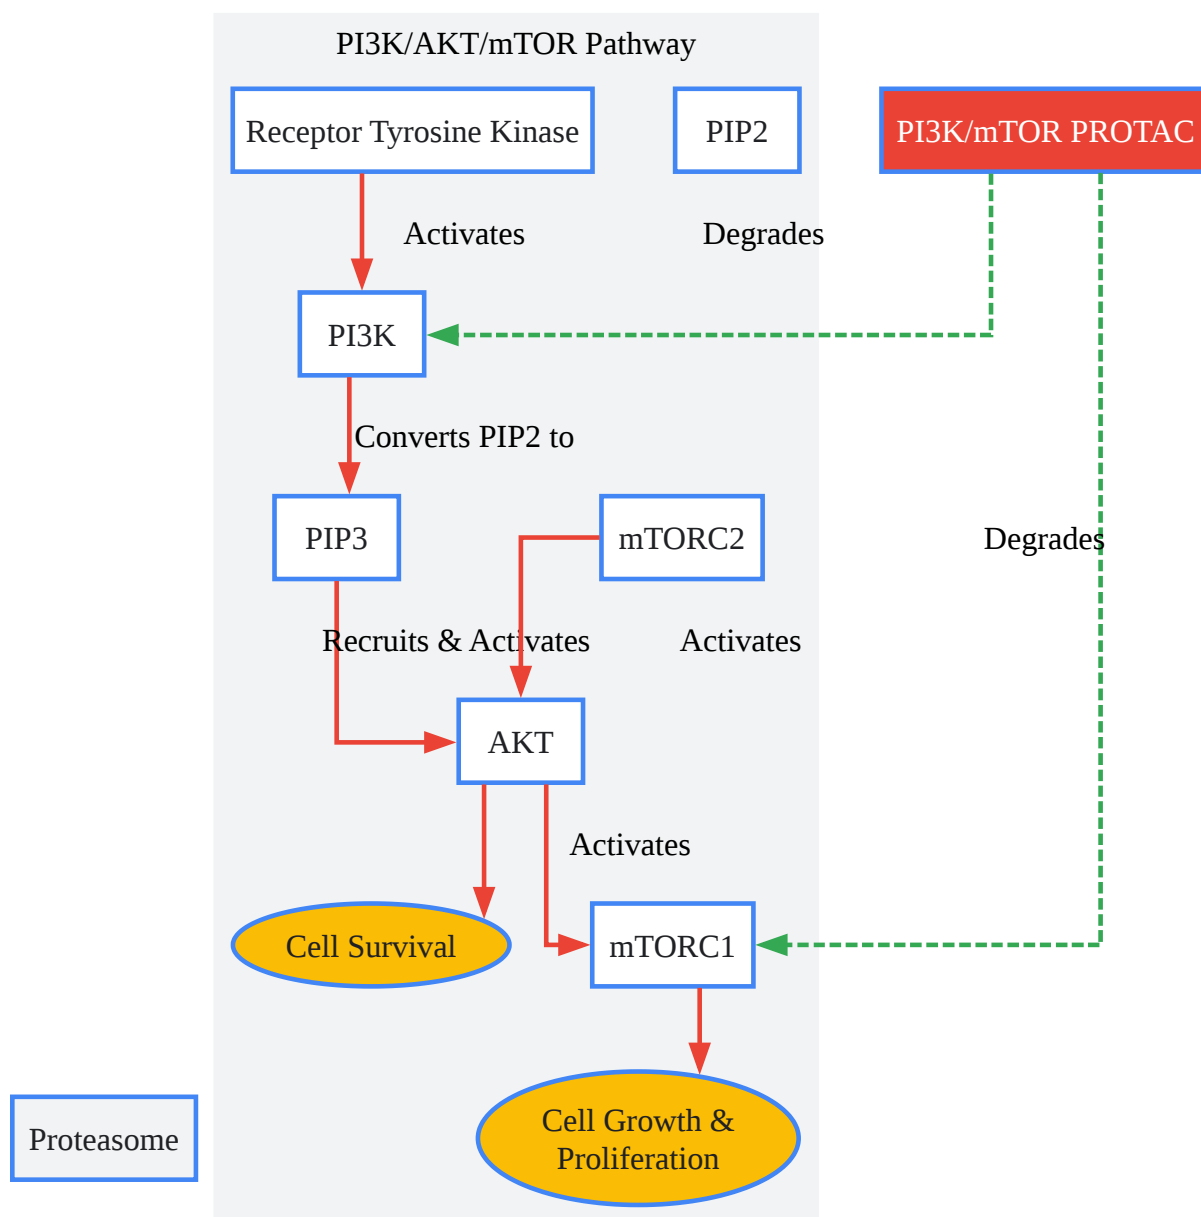 PI3K/AKT/mTOR Pathway
Receptor Tyrosine Kinase
PIP2
PI3K/mTOR PROTAC
Activates
Degrades
PI3K
Converts PIP2 to
PIP3
mTORC2
Degrades
Recruits & Activates
Activates
AKT
Activates
Cell Survival
mTORC1
Cell Growth &
Proliferation
Proteasome